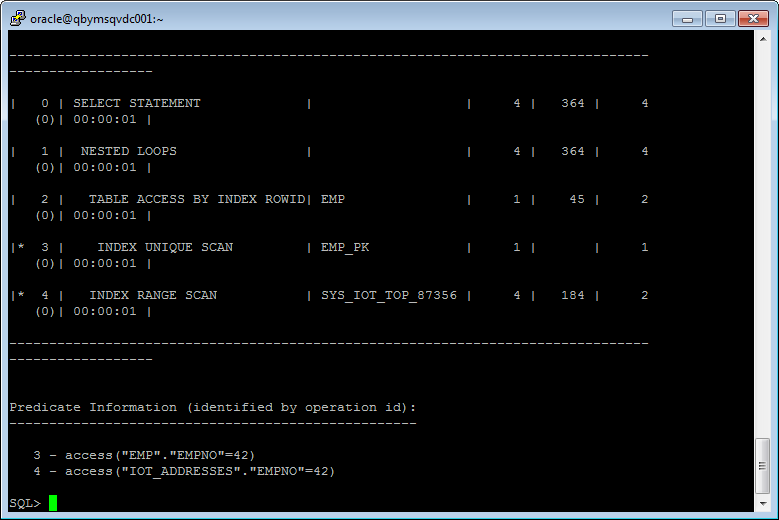 oracle@qbymsqvdc001:~
--------------------------------------------------------------------------------
------------------
|   0 | SELECT STATEMENT             |                   |     4 |   364 |     4
   (0)| 00:00:01 |
|   1 |  NESTED LOOPS                |                   |     4 |   364 |     4
   (0)| 00:00:01 |
|   2 |   TABLE ACCESS BY INDEX ROWID| EMP               |     1 |    45 |     2
   (0)| 00:00:01 |
|*  3 |    INDEX UNIQUE SCAN         | EMP_PK            |     1 |       |     1
   (0)| 00:00:01 |
|*  4 |   INDEX RANGE SCAN           | SYS_IOT_TOP_87356 |     4 |   184 |     2
   (0)| 00:00:01 |
--------------------------------------------------------------------------------
------------------
Predicate Information (identified by operation id):
---------------------------------------------------
   3 - access("EMP"."EMPNO"=42)
   4 - access("IOT_ADDRESSES"."EMPNO"=42)
SQL>